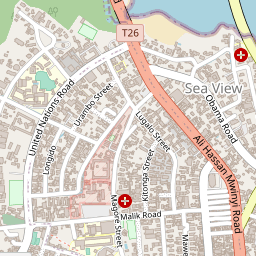 T26
Sea View
United Nations Road
Urambo Street
Obama Road
Lugalo Street
Longido
Ali Hassan Mwinyi Road
Kitonga Street
Magore Street
Malik Road
Mawe